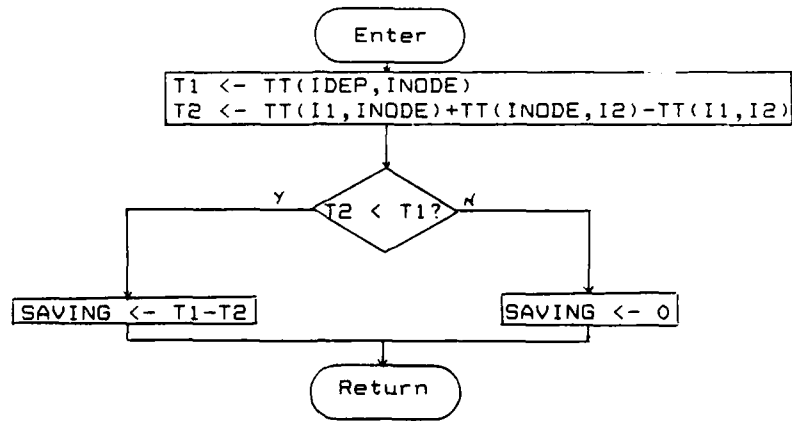 Enter
T1 <- TT(IDEP,INODE)
T2 <- TT(I1,INODE)+TT(INODE,I2)-TT(I1,I2)
T2 < T1?
Y
N
SAVING <- T1-T2
SAVING <- 0
Return